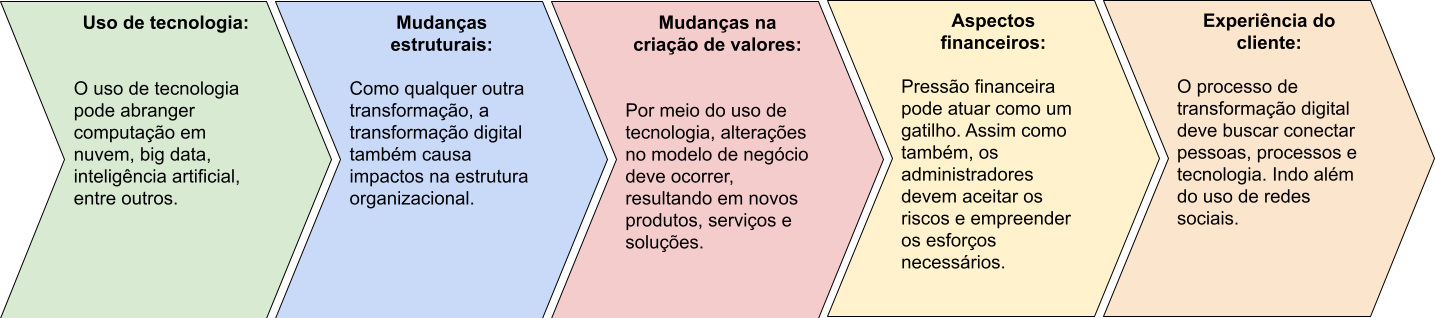 Uso de tecnologia:
O uso de tecnologia
pode abranger
computação em
nuvem, big data,
inteligência artificial,
entre outros.
Mudanças
estruturais:
Como qualquer outra
transformação, a
transformação digital
também causa
impactos na estrutura
organizacional.
Mudanças na
criação de valores:
Por meio do uso de
tecnologia, alterações
no modelo de negócio
deve ocorrer,
resultando em novos
produtos, serviços e
soluções.
Aspectos
financeiros:
Pressão financeira
pode atuar como um
gatilho. Assim como
também, os
administradores
devem aceitar os
riscos e empreender
os esforços
necessários.
Experiência do
cliente:
O processo de
transformação digital
deve buscar conectar
pessoas, processos e
tecnologia. Indo além
do uso de redes
sociais.